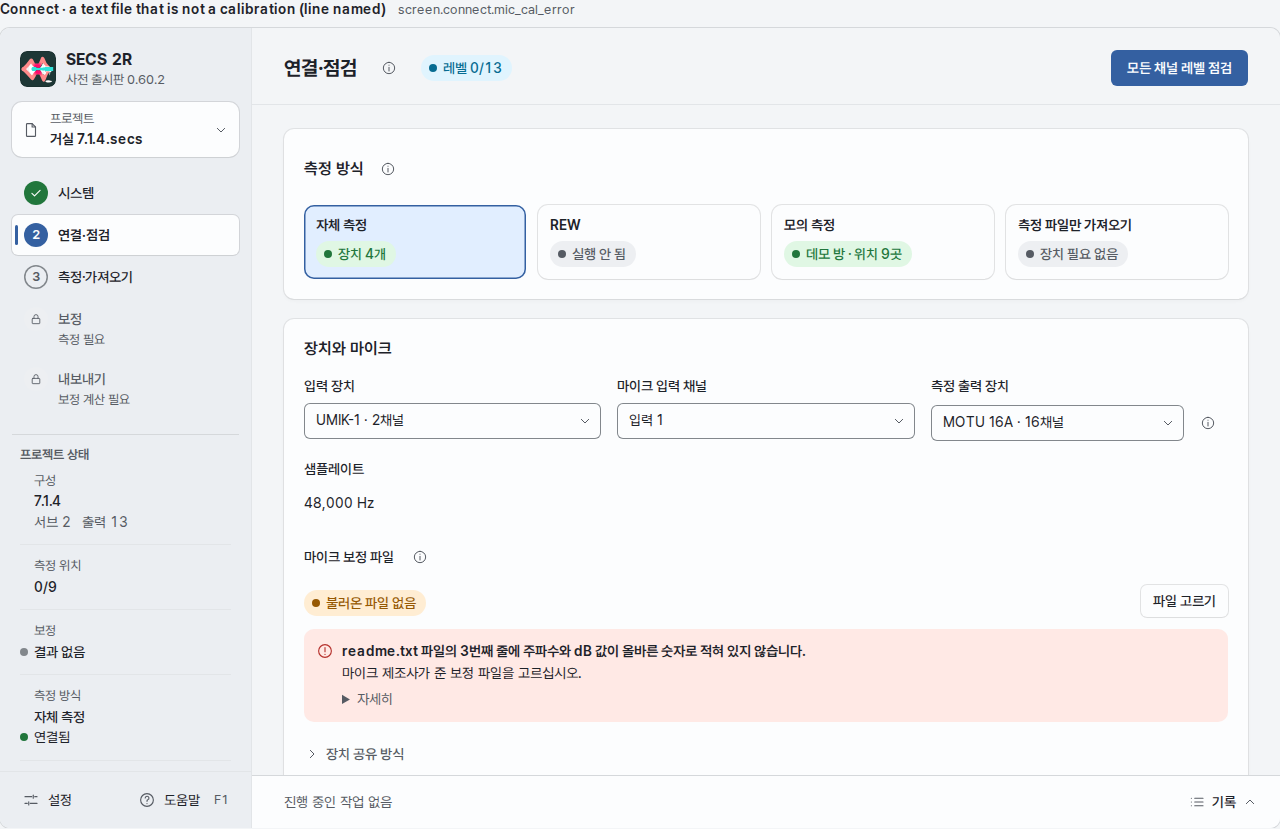 Connect · a text file that is not a calibration (line named) screen.connect.mic_cal_error
SECS 2R
사전 출시판 0.60.2
프로젝트
거실 7.1.4.secs
시스템
2 연결·점검
3 측정·가져오기
보정
측정 필요
내보내기
보정 계산 필요
프로젝트 상태
구성
7.1.4
서브 2 출력 13
측정 위치
0/9
보정
결과 없음
측정 방식
자체 측정
연결됨
설정
도움말 F1
연결·점검
레벨 0/13
모든 채널 레벨 점검
측정 방식
자체 측정
장치 4개
REW
실행 안 됨
모의 측정
데모 방 · 위치 9곳
측정 파일만 가져오기
장치 필요 없음
장치와 마이크
입력 장치
UMIK-1 · 2채널
마이크 입력 채널
입력 1
측정 출력 장치
MOTU 16A · 16채널
샘플레이트
48,000 Hz
마이크 보정 파일
불러온 파일 없음
파일 고르기
readme.txt 파일의 3번째 줄에 주파수와 dB 값이 올바른 숫자로 적혀 있지 않습니다.
마이크 제조사가 준 보정 파일을 고르십시오.
자세히
장치 공유 방식
진행 중인 작업 없음
기록